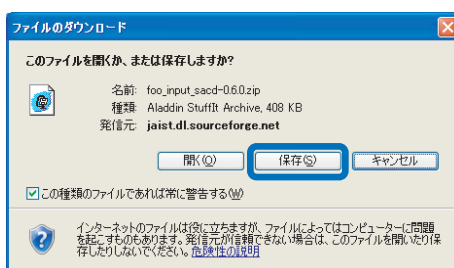 ファイルのダウンロード
このファイルを開くか、または保存しますか?
名前: foo_input_sacd-0.6.0.zip
種類: Aladdin StuffIt Archive, 408 KB
発信元: jaist.dl.sourceforge.net
開く(O) 保存(S) キャンセル
この種類のファイルであれば常に警告する(W)
インターネットのファイルは役に立ちますが、ファイルによってはコンピューターに問題
を起こすものもあります。発信元が信頼できない場合は、このファイルを開いたり保
存したりしないでください。危険性の説明